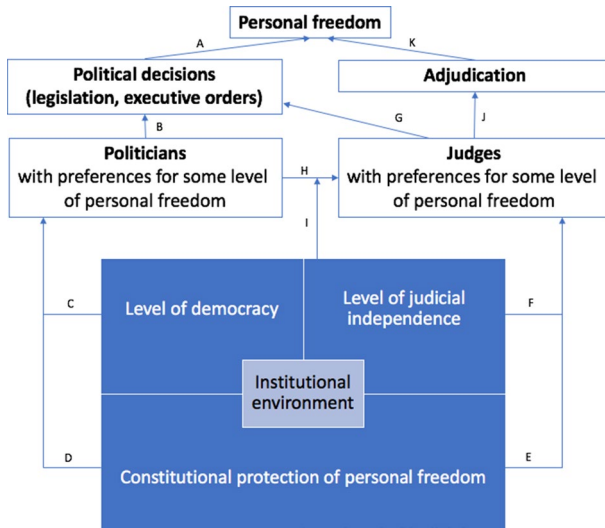 Personal freedom
A
K
Political decisions
(legislation, executive orders)
Adjudication
G
B
J
Politicians
with preferences for some level
of personal freedom
H
Judges
with preferences for some level
of personal freedom
I
Level of democracy
Level of judicial
independence
C
F
Institutional
environment
D
Constitutional protection of personal freedom
E